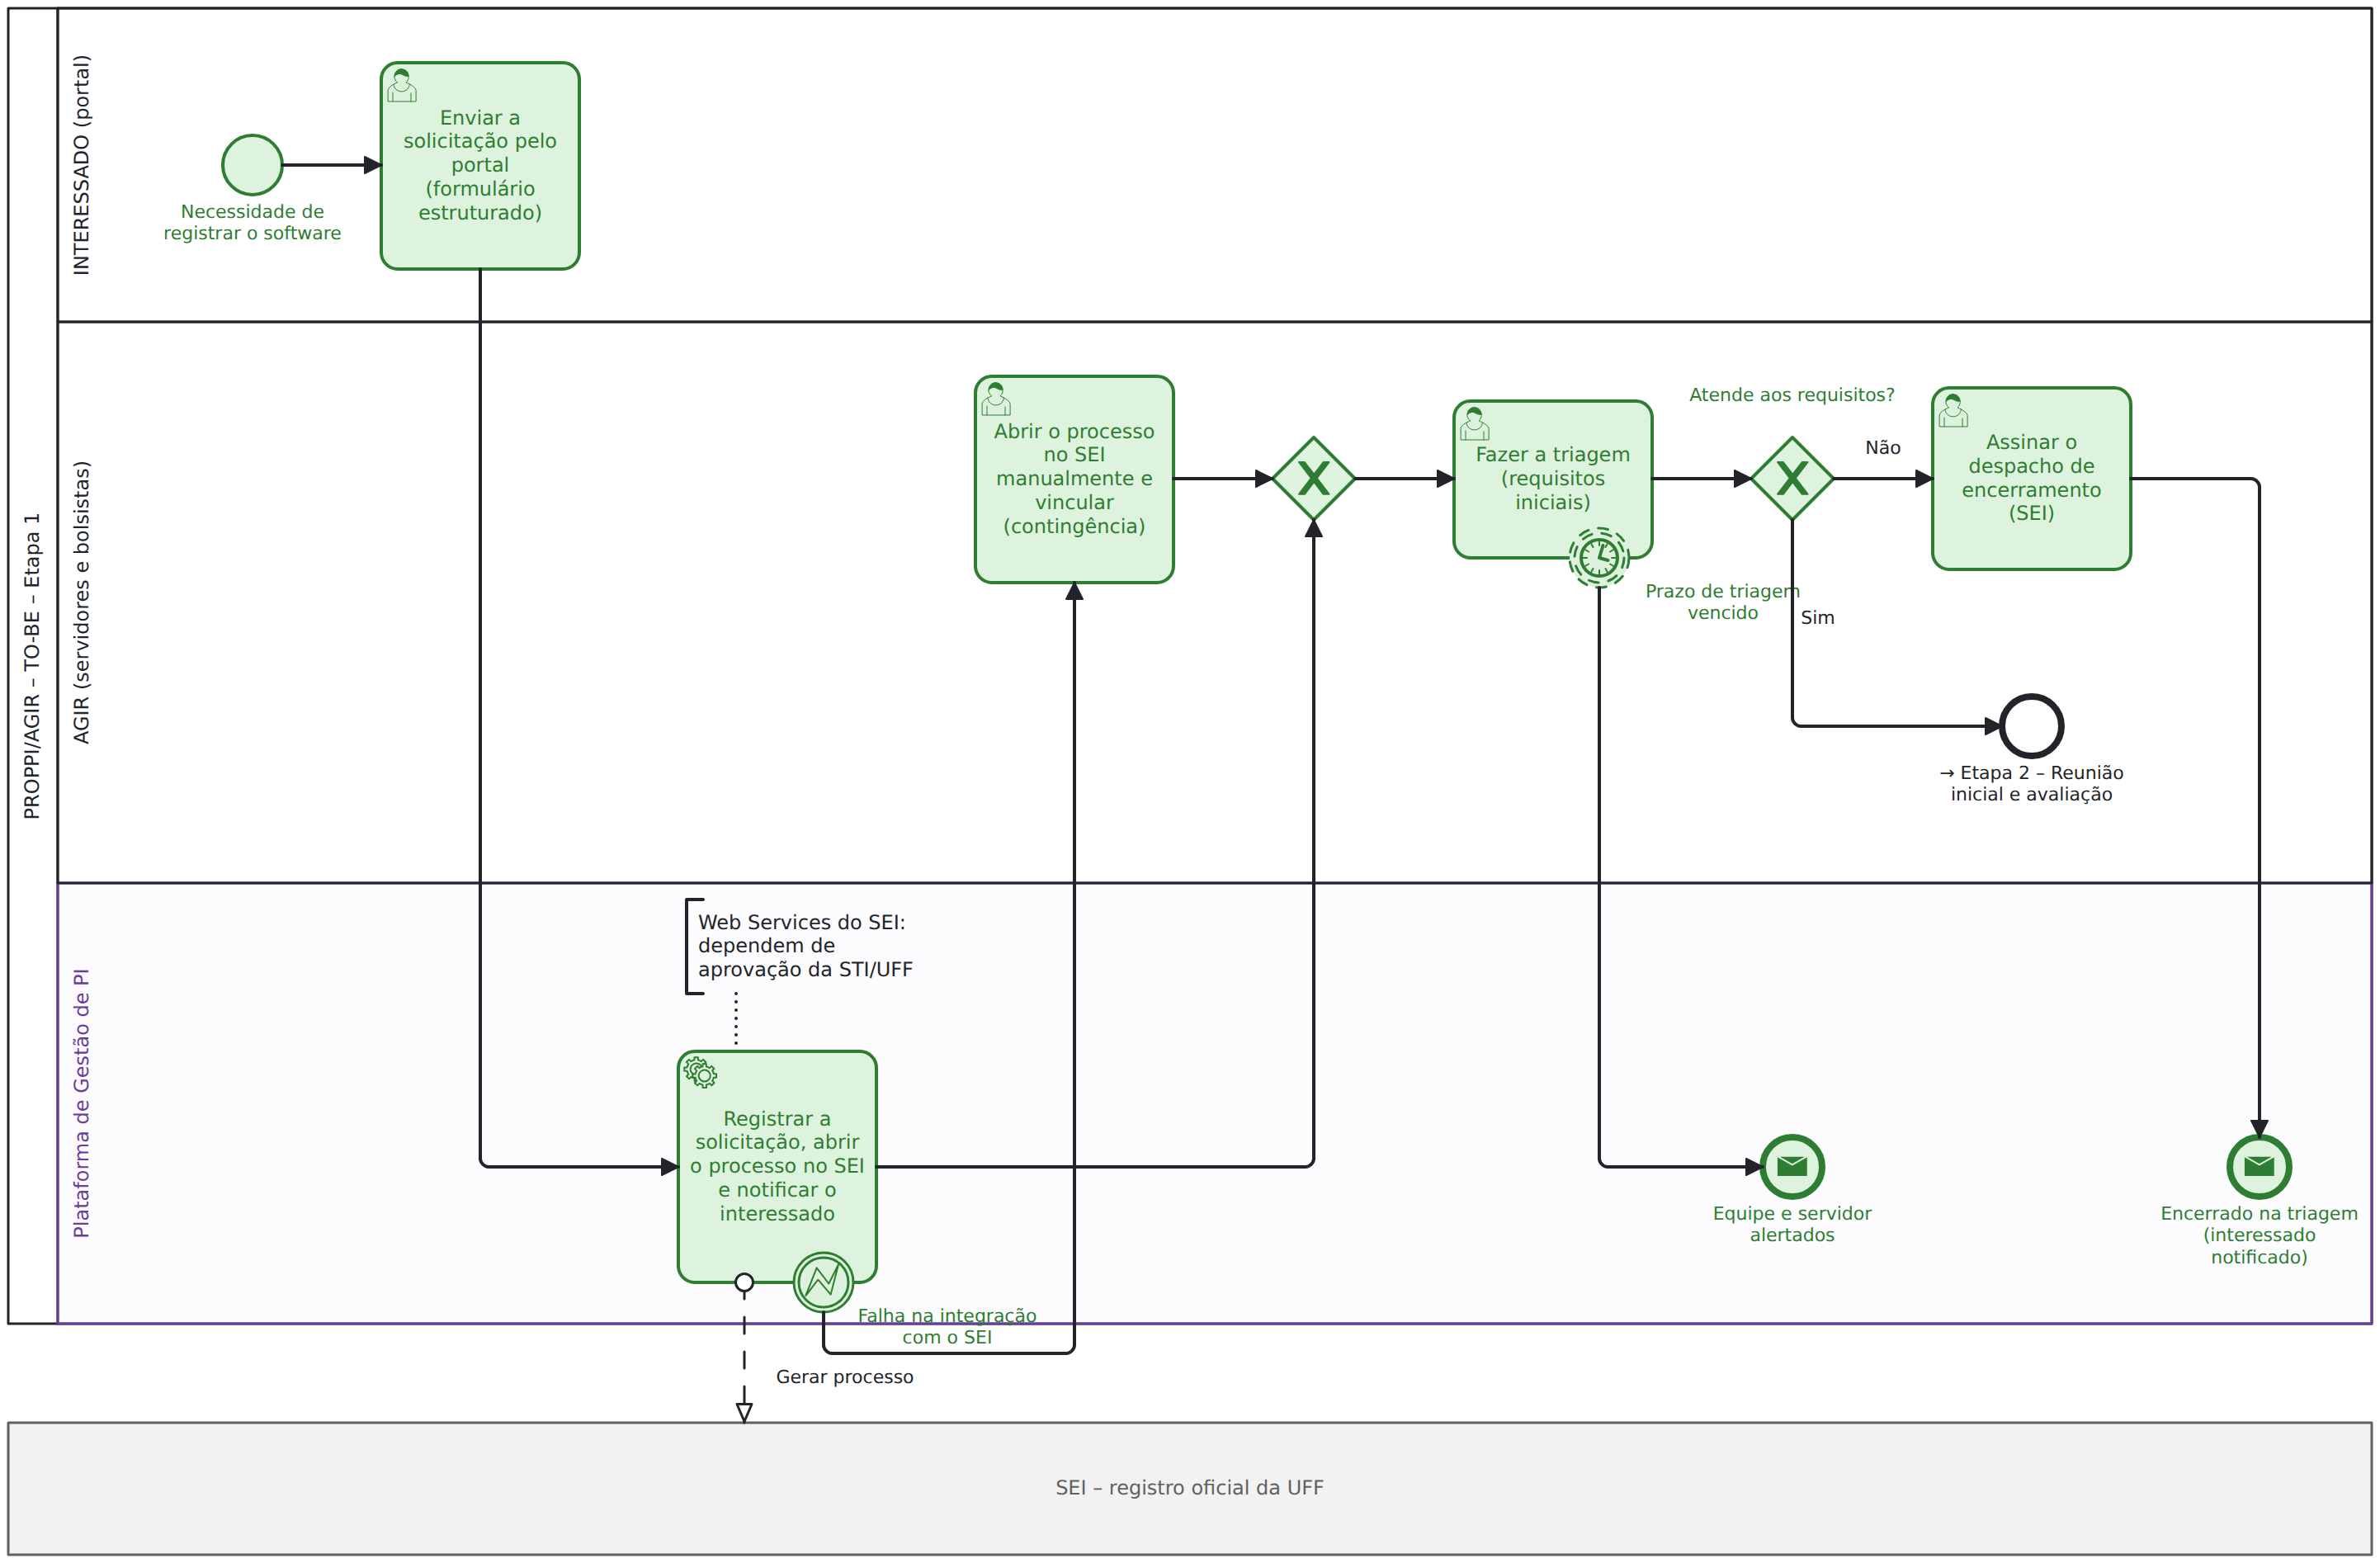 PROPPI/AGIR – TO-BE – Etapa 1
INTERESSADO (portal)
Necessidade de
registrar o software
Enviar a
solicitação pelo
portal
(formulário
estruturado)
AGIR (servidores e bolsistas)
Abrir o processo
no SEI
manualmente e
vincular
(contingência)
Fazer a triagem
(requisitos
iniciais)
Prazo de triagem
vencido
Atende aos requisitos?
Não
Sim
Assinar o
despacho de
encerramento
(SEI)
→ Etapa 2 – Reunião
inicial e avaliação
Plataforma de Gestão de PI
Web Services do SEI:
dependem de
aprovação da STI/UFF
Registrar a
solicitação, abrir
o processo no SEI
e notificar o
interessado
Falha na integração
com o SEI
Gerar processo
Equipe e servidor
alertados
Encerrado na triagem
(interessado
notificado)
SEI – registro oficial da UFF